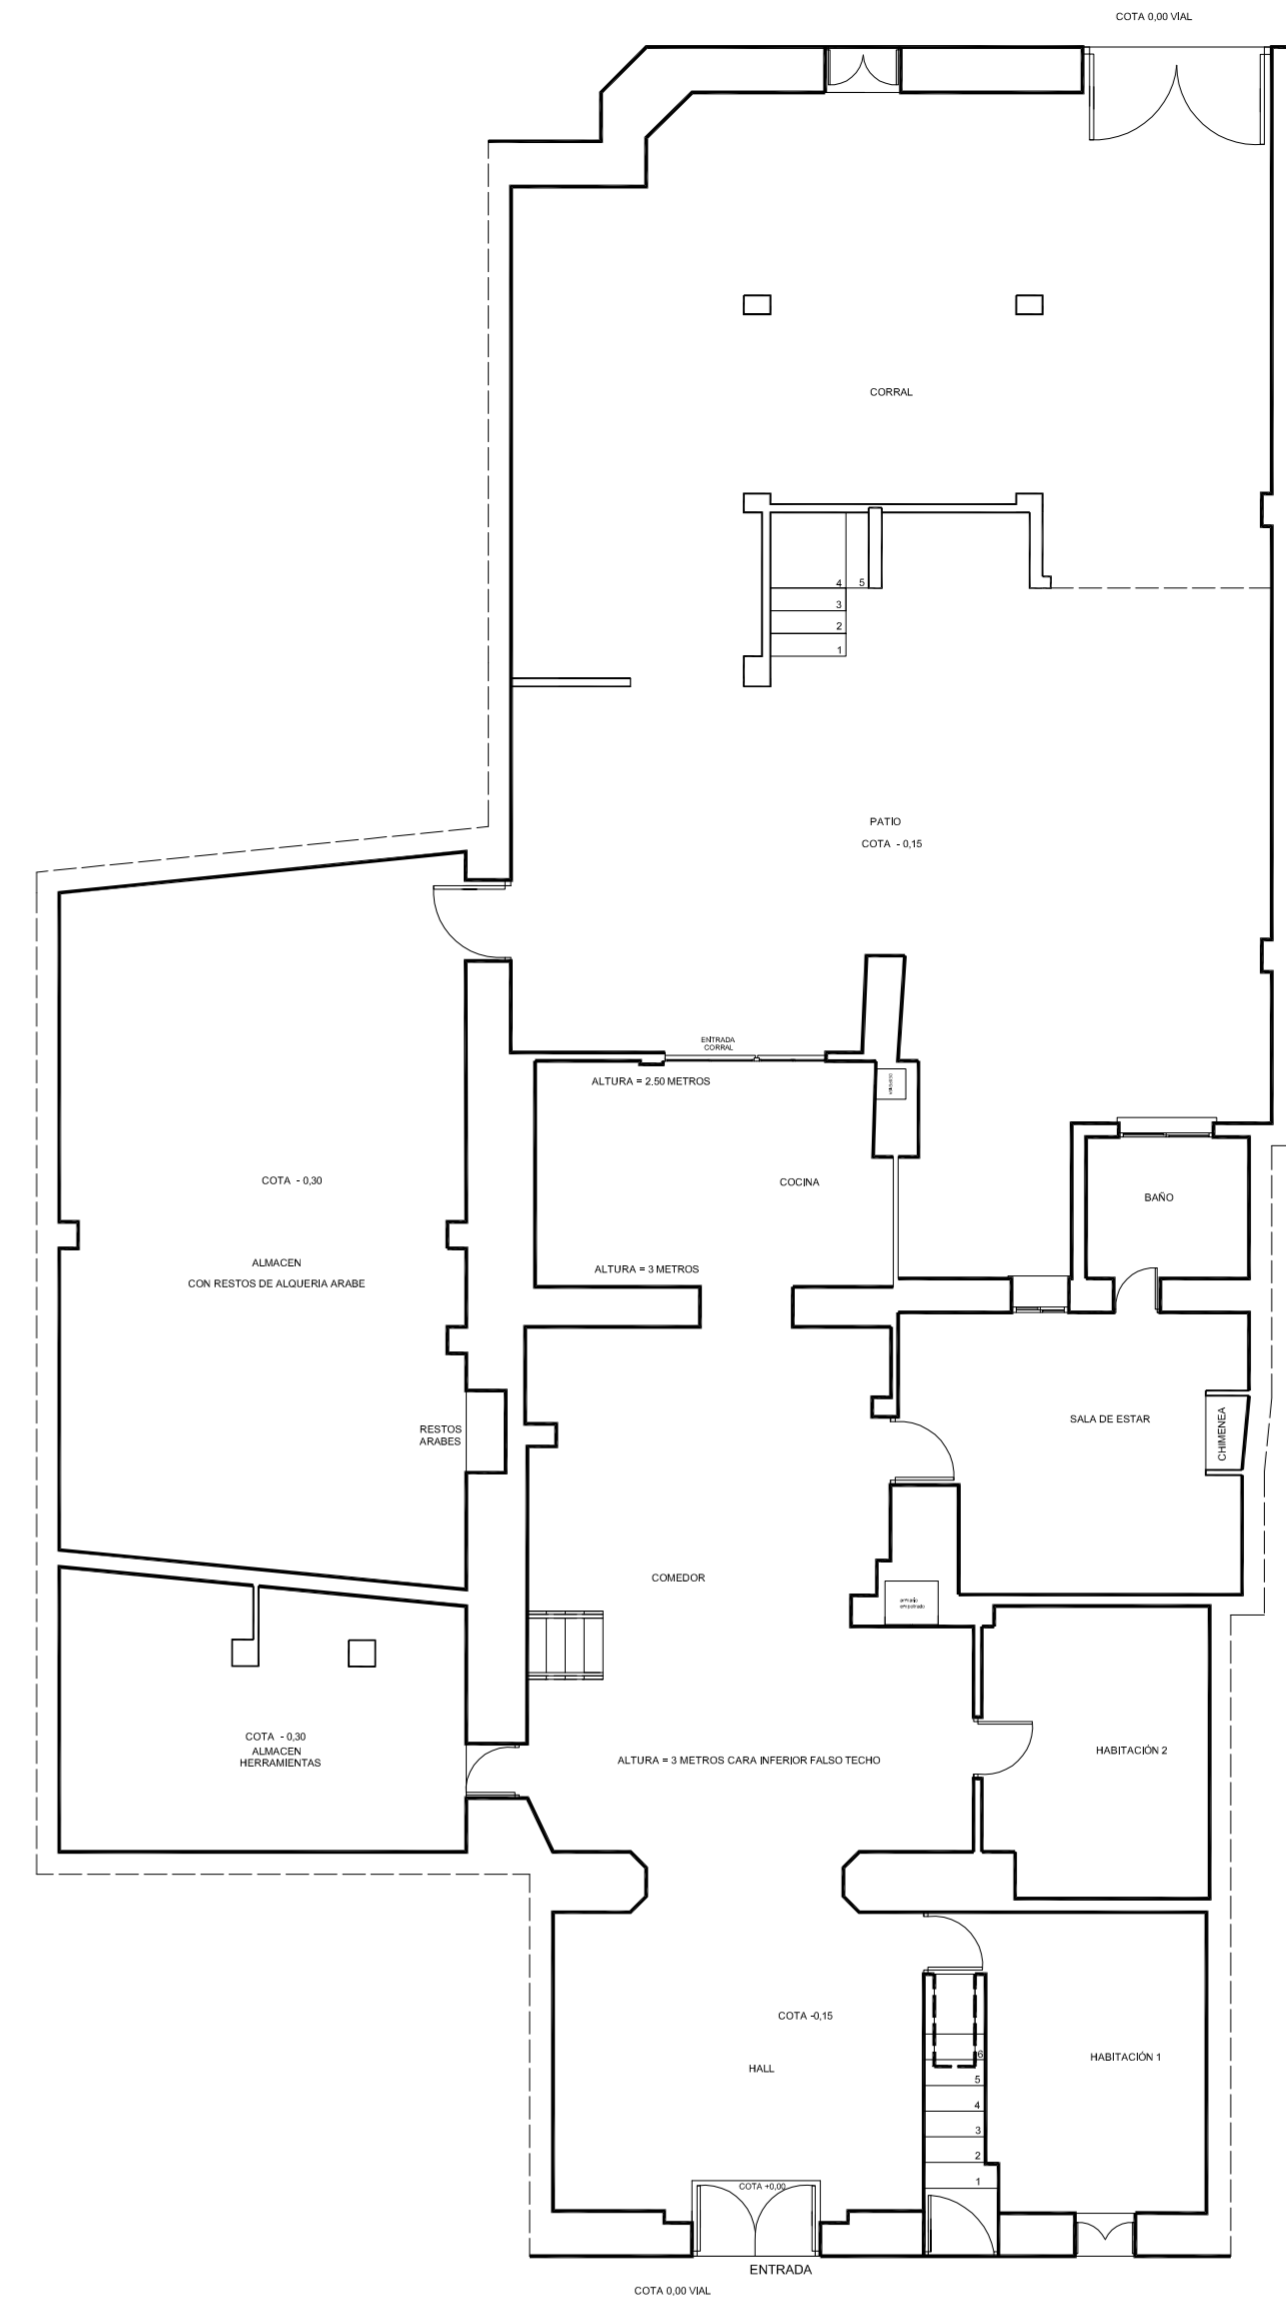 COTA 0,00 VIAL
CORRAL
4 5
3
2
1
PATIO
COTA - 0,15
ENTRADA
CORRAL
ALTURA = 2.50 METROS
COCINA
BAÑO
COTA - 0,30
ALTURA = 3 METROS
ALMACEN
CON RESTOS DE ALQUERIA ARABE
SALA DE ESTAR
CHIMENEA
RESTOS
ARABES
COMEDOR
armario
empotrado
COTA - 0,30
ALMACEN
HERRAMIENTAS
ALTURA = 3 METROS CARA INFERIOR FALSO TECHO
HABITACIÓN 2
COTA -0,15
HALL
HABITACIÓN 1
6
5
4
3
2
1
COTA +0,00
ENTRADA
COTA 0,00 VIAL